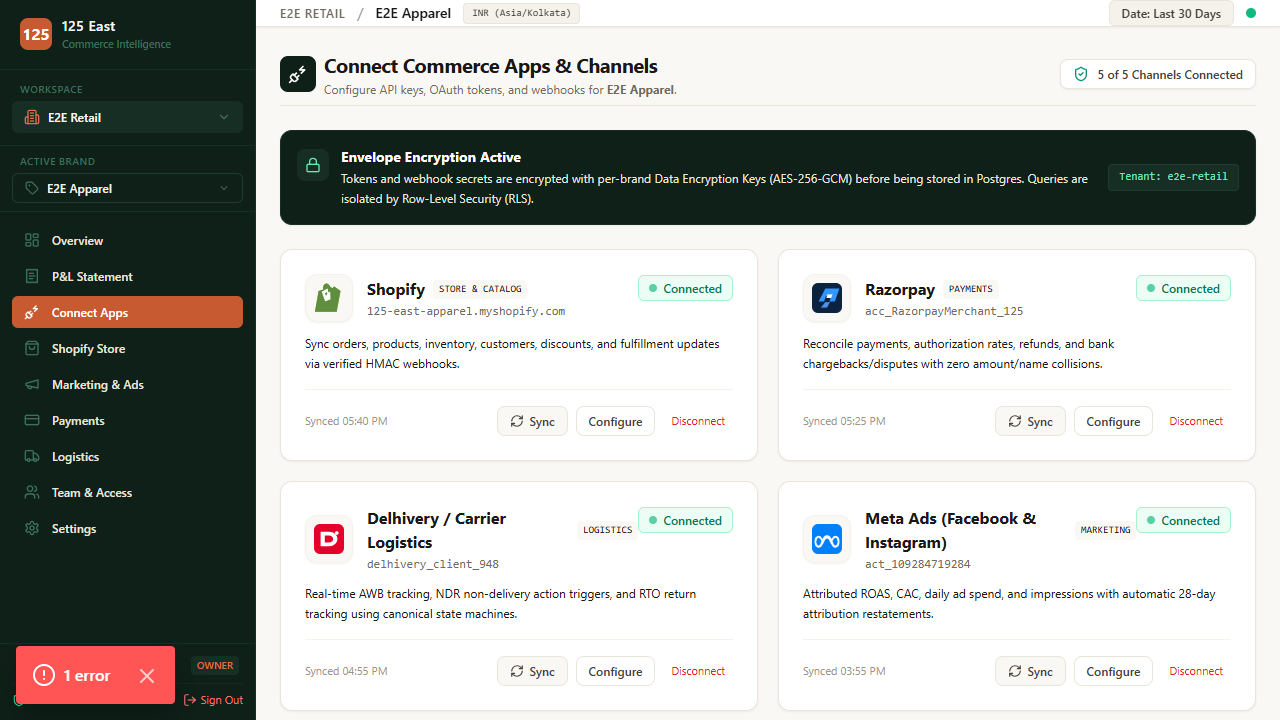 125
125 East
Commerce Intelligence
WORKSPACE
E2E Retail
ACTIVE BRAND
E2E Apparel
Overview
P&L Statement
Connect Apps
Shopify Store
Marketing & Ads
Payments
Logistics
Team & Access
Settings
1 error
OWNER
Sign Out
E2E RETAIL / E2E Apparel INR (Asia/Kolkata)
Date: Last 30 Days
Connect Commerce Apps & Channels
Configure API keys, OAuth tokens, and webhooks for E2E Apparel.
5 of 5 Channels Connected
Envelope Encryption Active
Tokens and webhook secrets are encrypted with per-brand Data Encryption Keys (AES-256-GCM) before being stored in Postgres. Queries are
isolated by Row-Level Security (RLS).
Tenant: e2e-retail
Shopify STORE & CATALOG
Connected
125-east-apparel.myshopify.com
Sync orders, products, inventory, customers, discounts, and fulfillment updates
via verified HMAC webhooks.
Synced 05:40 PM Sync Configure Disconnect
Razorpay PAYMENTS
Connected
acc_RazorpayMerchant_125
Reconcile payments, authorization rates, refunds, and bank
chargebacks/disputes with zero amount/name collisions.
Synced 05:25 PM Sync Configure Disconnect
Delhivery / Carrier
Logistics
LOGISTICS
Connected
delhivery_client_948
Real-time AWB tracking, NDR non-delivery action triggers, and RTO return
tracking using canonical state machines.
Synced 04:55 PM Sync Configure Disconnect
Meta Ads (Facebook &
Instagram)
MARKETING
Connected
act_109284719284
Attributed ROAS, CAC, daily ad spend, and impressions with automatic 28-day
attribution restatements.
Synced 03:55 PM Sync Configure Disconnect